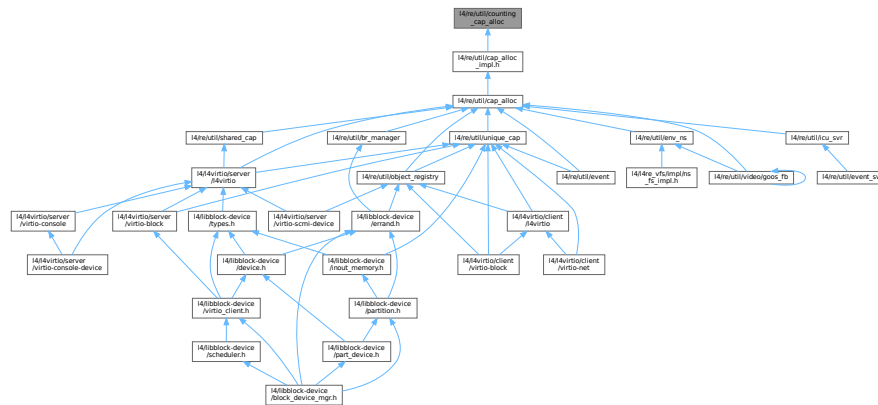 l4/re/util/counting
_cap_alloc
l4/re/util/cap_alloc
_impl.h
l4/re/util/cap_alloc
l4/re/util/shared_cap
l4/re/util/br_manager
l4/re/util/unique_cap
l4/re/util/env_ns
l4/re/util/icu_svr
l4/l4virtio/server
/l4virtio
l4/re/util/object_registry
l4/re/util/event
l4/l4re_vfs/impl/ns
_fs_impl.h
l4/re/util/video/goos_fb
l4/re/util/event_sv
l4/l4virtio/server
/virtio-console
l4/l4virtio/server
/virtio-block
l4/libblock-device
/types.h
l4/l4virtio/server
/virtio-scmi-device
l4/libblock-device
/errand.h
l4/l4virtio/client
/l4virtio
l4/l4virtio/server
/virtio-console-device
l4/libblock-device
/device.h
l4/libblock-device
/inout_memory.h
l4/l4virtio/client
/virtio-block
l4/l4virtio/client
/virtio-net
l4/libblock-device
/virtio_client.h
l4/libblock-device
/partition.h
l4/libblock-device
/scheduler.h
l4/libblock-device
/part_device.h
l4/libblock-device
/block_device_mgr.h